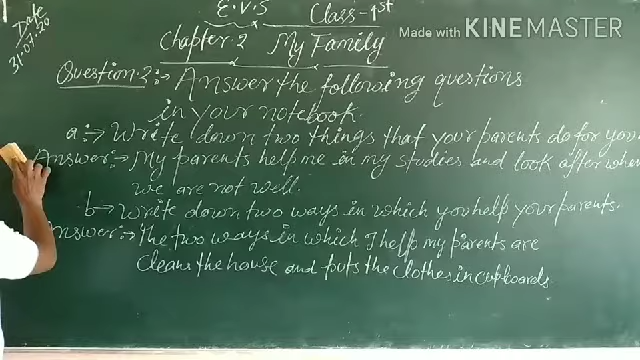 Made with KINEMASTER
Date
31-07-20
E.V.S Class-1st
Chapter.2 My Family
Question.2:→ Answer the following questions
in your notebook.
a:→ Write down two things that your parents do for you.
Answer:→ My parents help me in my studies and look after when
we are not well.
b→ Write down two ways in which you help your parents.
Answer:→ The two ways in which I help my parents are
cleans the house and puts the clothes in cupboards.